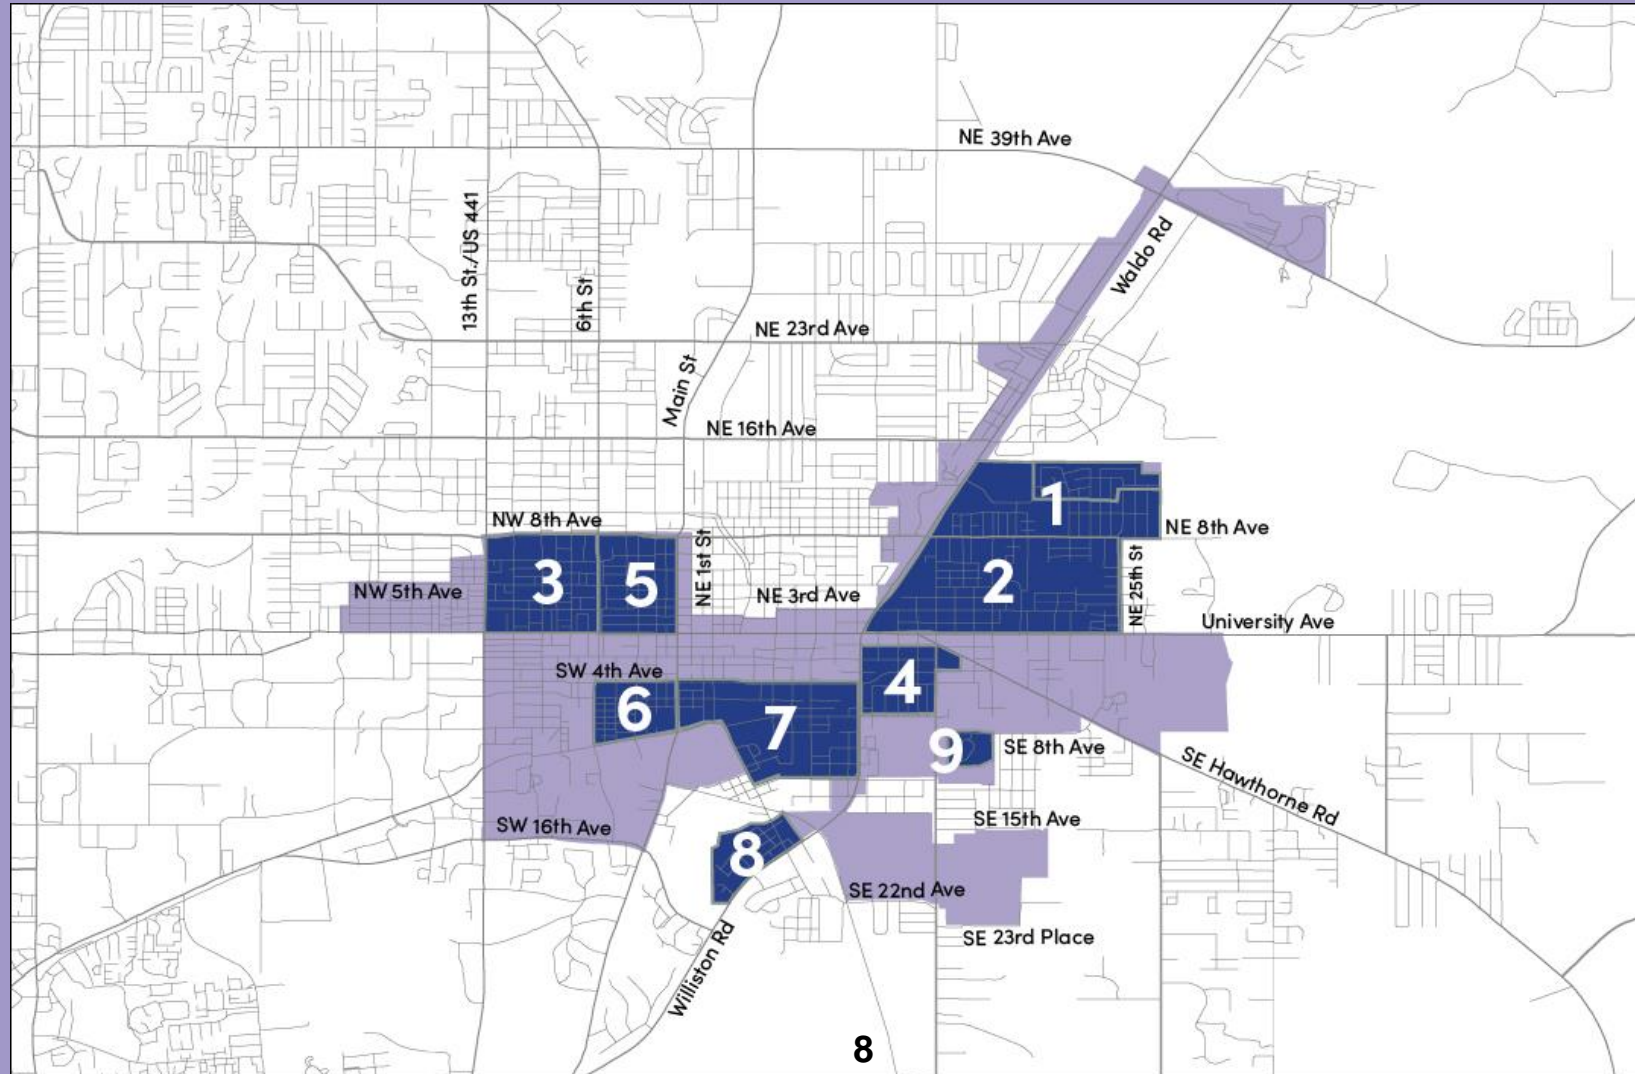 NE 39th Ave
13th St./US 441
6th St
Waldo Rd
NE 23rd Ave
Main St
NE 16th Ave
1
NW 8th Ave
NE 8th Ave
3
5
NE 1st St
2
NE 25th St
NW 5th Ave
NE 3rd Ave
University Ave
SW 4th Ave
4
6
7
9
SE 8th Ave
SE Hawthorne Rd
SW 16th Ave
SE 15th Ave
8
SE 22nd Ave
SE 23rd Place
Williston Rd
8